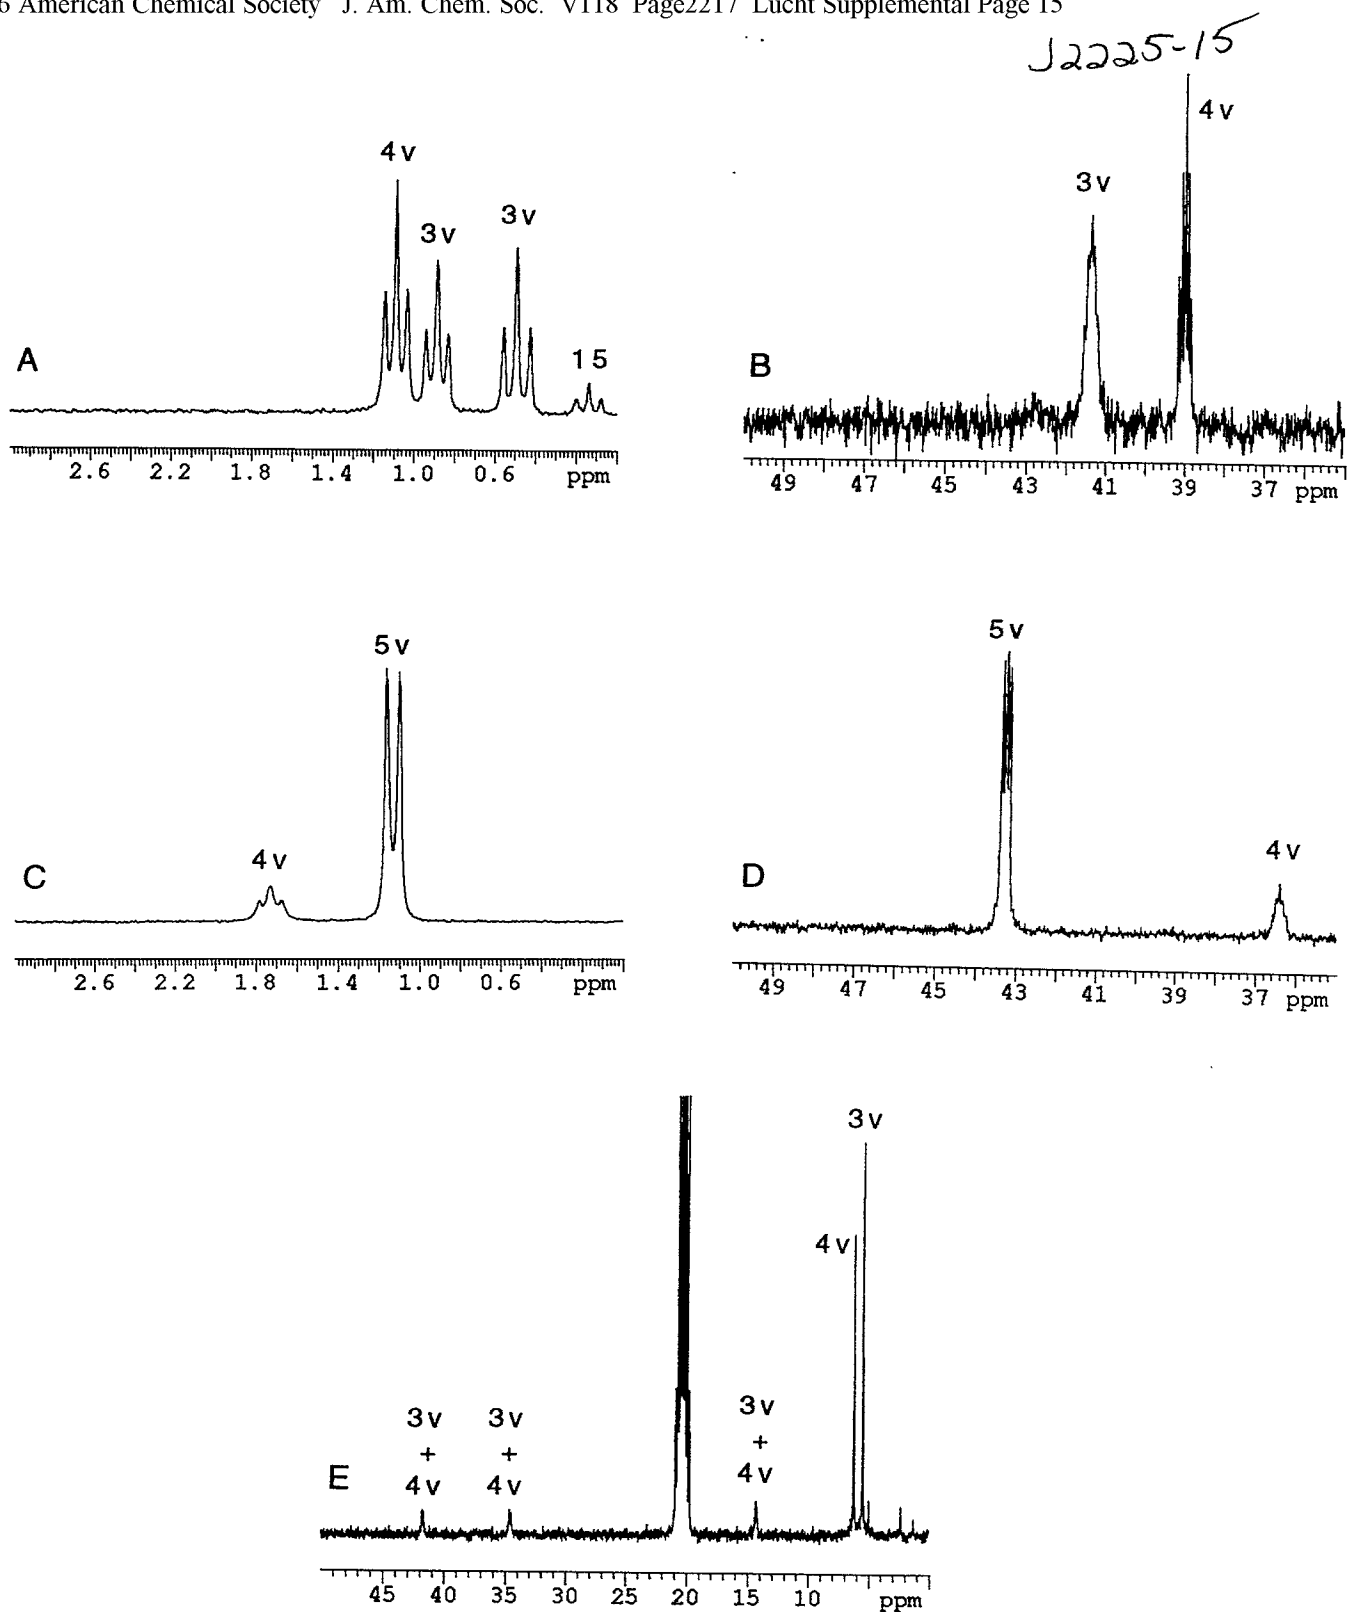 6 American Chemical Society J. Am. Chem. Soc. V118 Page2217 Lucht Supplemental Page 15
J2225-15
4v
3v
3v
15
A
2.6 2.2 1.8 1.4 1.0 0.6 ppm
4v
3v
B
49 47 45 43 41 39 37 ppm
5v
4v
C
2.6 2.2 1.8 1.4 1.0 0.6 ppm
5v
4v
D
49 47 45 43 41 39 37 ppm
3v
4v
3v
+
4v
3v
+
4v
3v
+
4v
E
45 40 35 30 25 20 15 10 ppm